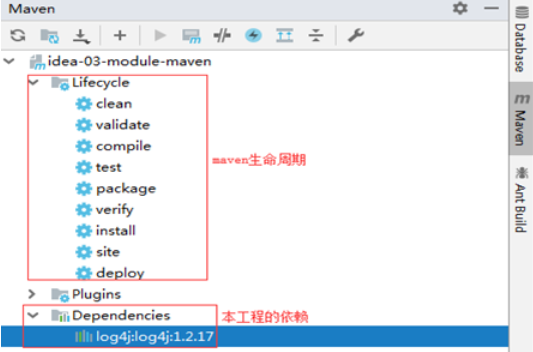 Maven
idea-03-module-maven
Lifecycle
clean
validate
compile
test
maven生命周期
package
verify
install
site
deploy
Plugins
Dependencies
本工程的依赖
log4j:log4j:1.2.17
Database
Maven
Ant Build